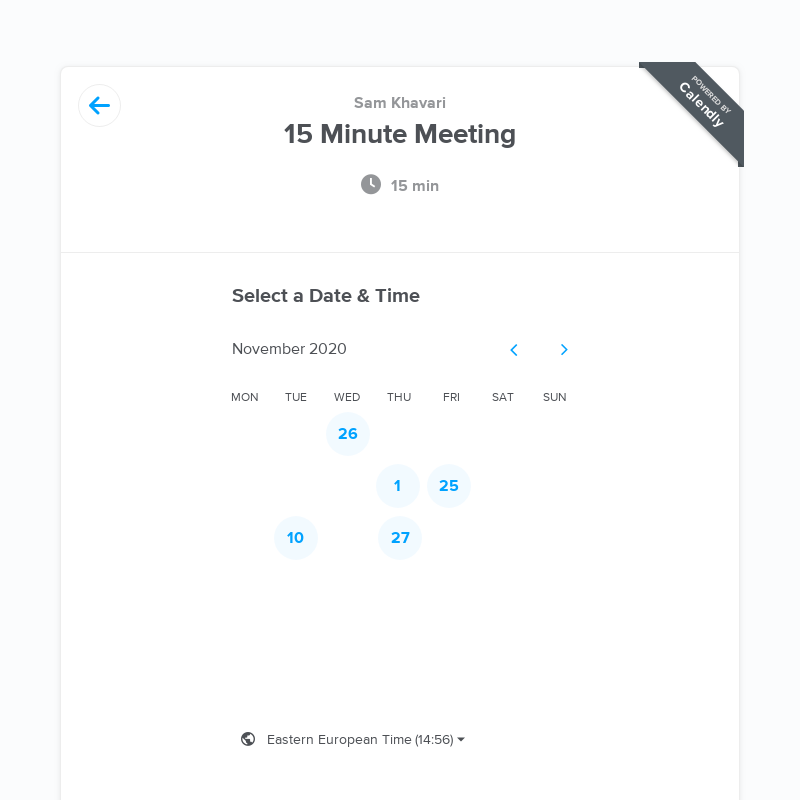 Sam Khavari
15 Minute Meeting
15 min
POWERED BY
Calendly
Select a Date & Time
November 2020
MON TUE WED THU FRI SAT SUN
26
1 25
10 27
Eastern European Time (14:56)